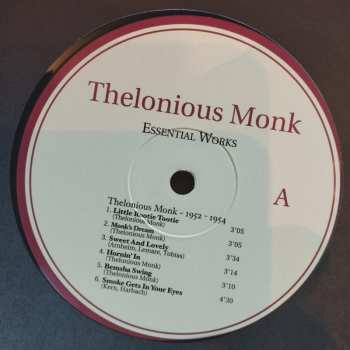 Thelonious Monk
Essential Works
A
Thelonious Monk - 1952 - 1954
1. Little Rootie Tootie 3'05
(Thelonious Monk)
2. Monk's Dream 3'05
(Thelonious Monk)
3. Sweet And Lovely 3'34
(Arnheim, Lemare, Tobias)
4. Hornin' In 3'14
(Thelonious Monk)
5. Bemsha Swing 3'10
(Thelonious Monk)
6. Smoke Gets In Your Eyes 4'30
(Kern, Harbach)